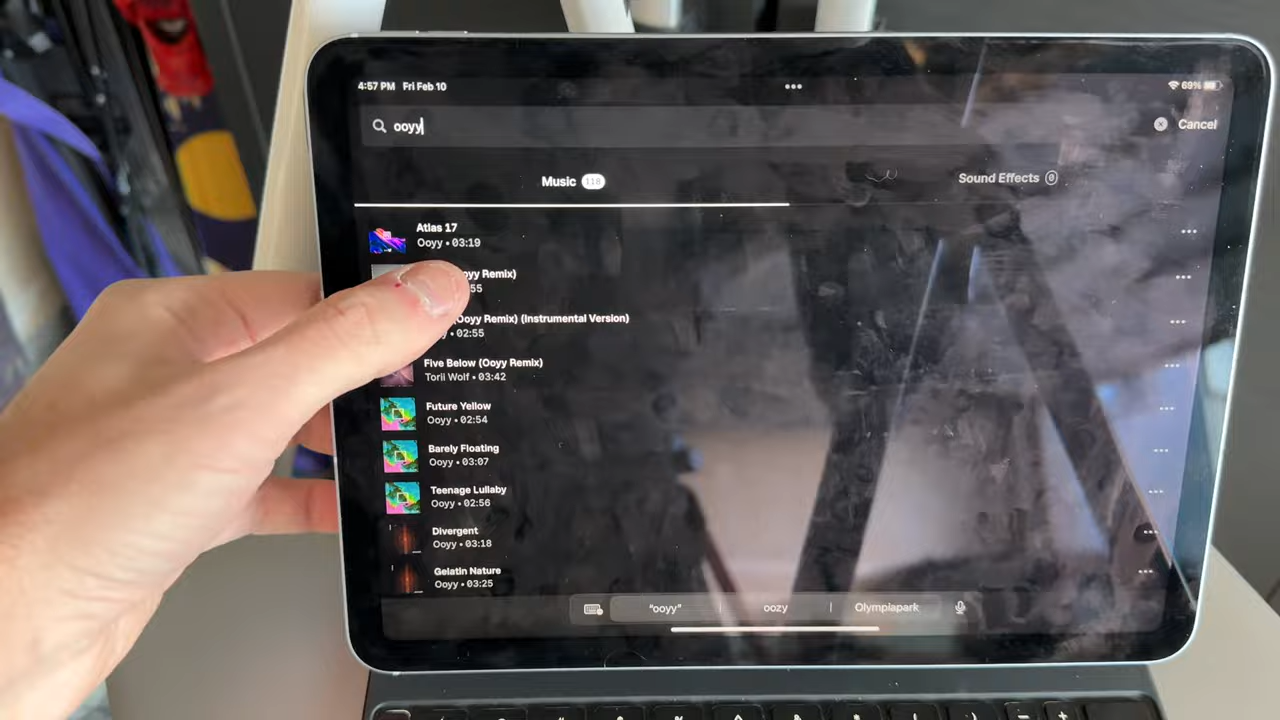 4:57 PM Fri Feb 10
69%
ooyy
Cancel
Music 118
Sound Effects 0
Atlas 17
Ooyy • 03:19
Remix)
55
(Ooyy Remix) (Instrumental Version)
• 02:55
Five Below (Ooyy Remix)
Torii Wolf • 03:42
Future Yellow
Ooyy • 02:54
Barely Floating
Ooyy • 03:07
Teenage Lullaby
Ooyy • 02:56
Divergent
Ooyy • 03:18
Gelatin Nature
Ooyy • 03:25
"ooyy"
oozy
Olympiapark